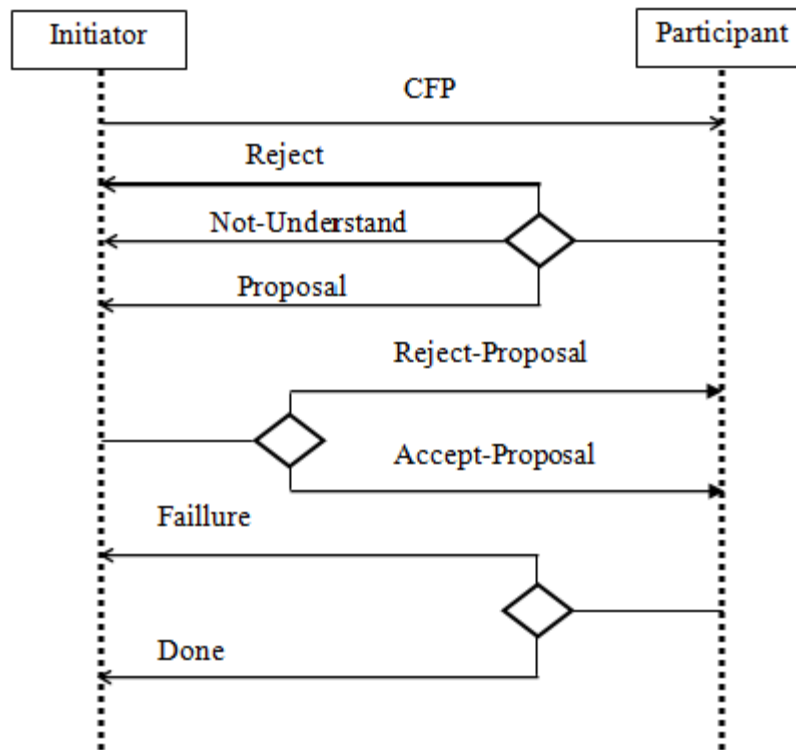 Initiator
Participant
CFP
Reject
Not-Understand
Proposal
Reject-Proposal
Accept-Proposal
Faillure
Done